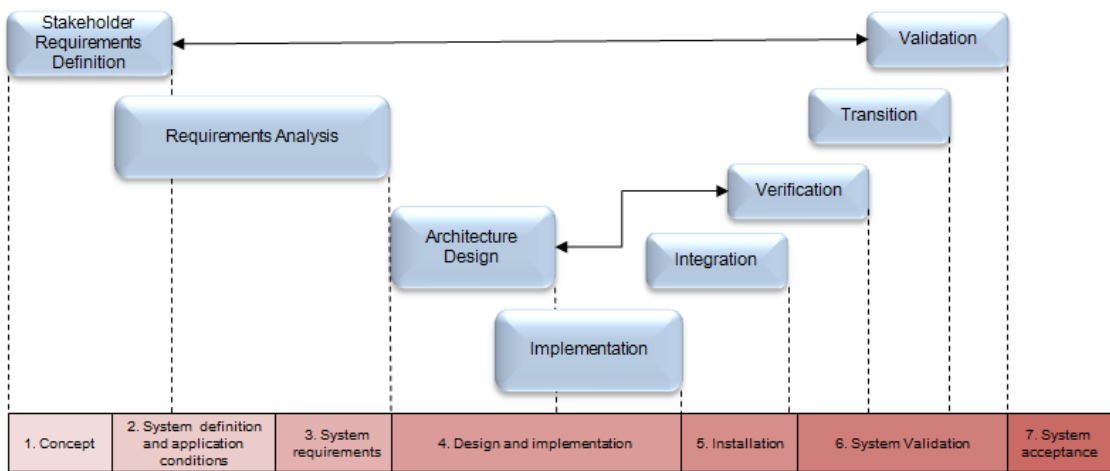 Stakeholder
Requirements
Definition
Validation
Transition
Requirements Analysis
Verification
Architecture
Design
Integration
Implementation
1. Concept
2. System definition
and application
conditions
3. System
requirements
4. Design and implementation
5. Installation
6. System Validation
7. System
acceptance